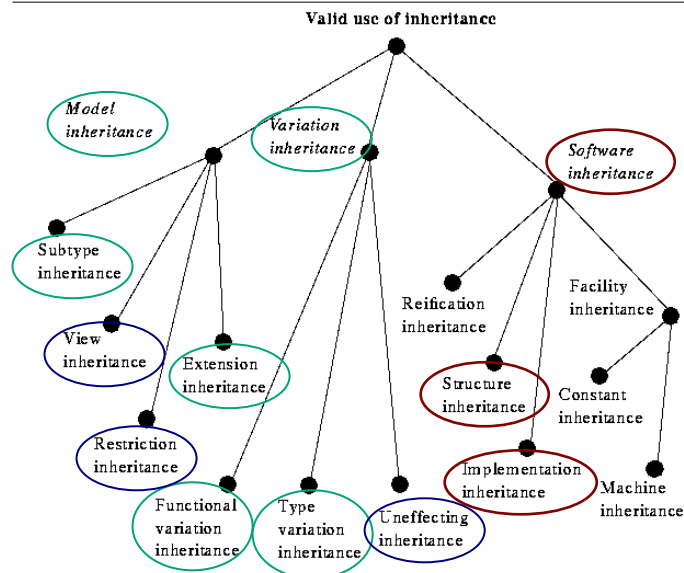 Valid use of inheritance
Model
inheritance
Variation
inheritance
Software
inheritance
Subtype
inheritance
View
inheritance
Extension
inheritance
Restriction
inheritance
Functional
variation
inheritance
Type
variation
inheritance
Uneffecting
inheritance
Reification
inheritance
Facility
inheritance
Structure
inheritance
Constant
inheritance
Implementation
inheritance
Machine
inheritance